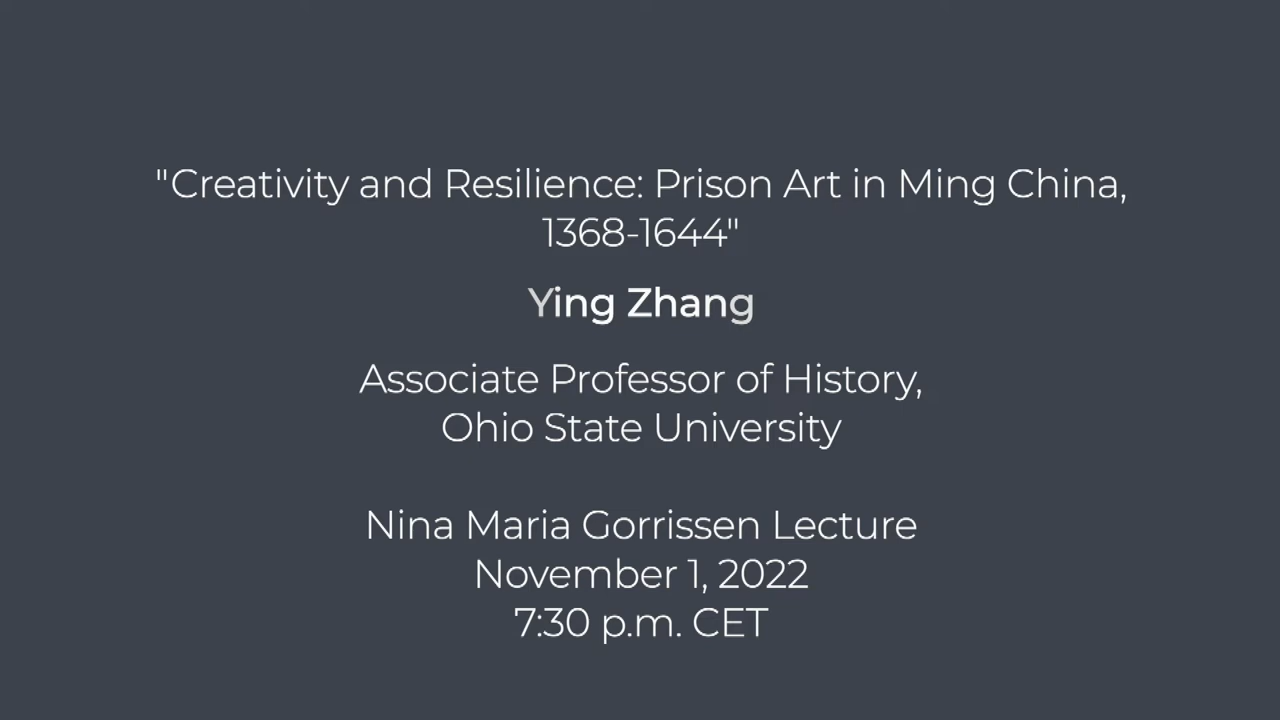 "Creativity and Resilience: Prison Art in Ming China,
1368-1644"
Ying Zhang
Associate Professor of History,
Ohio State University
Nina Maria Gorrissen Lecture
November 1, 2022
7:30 p.m. CET